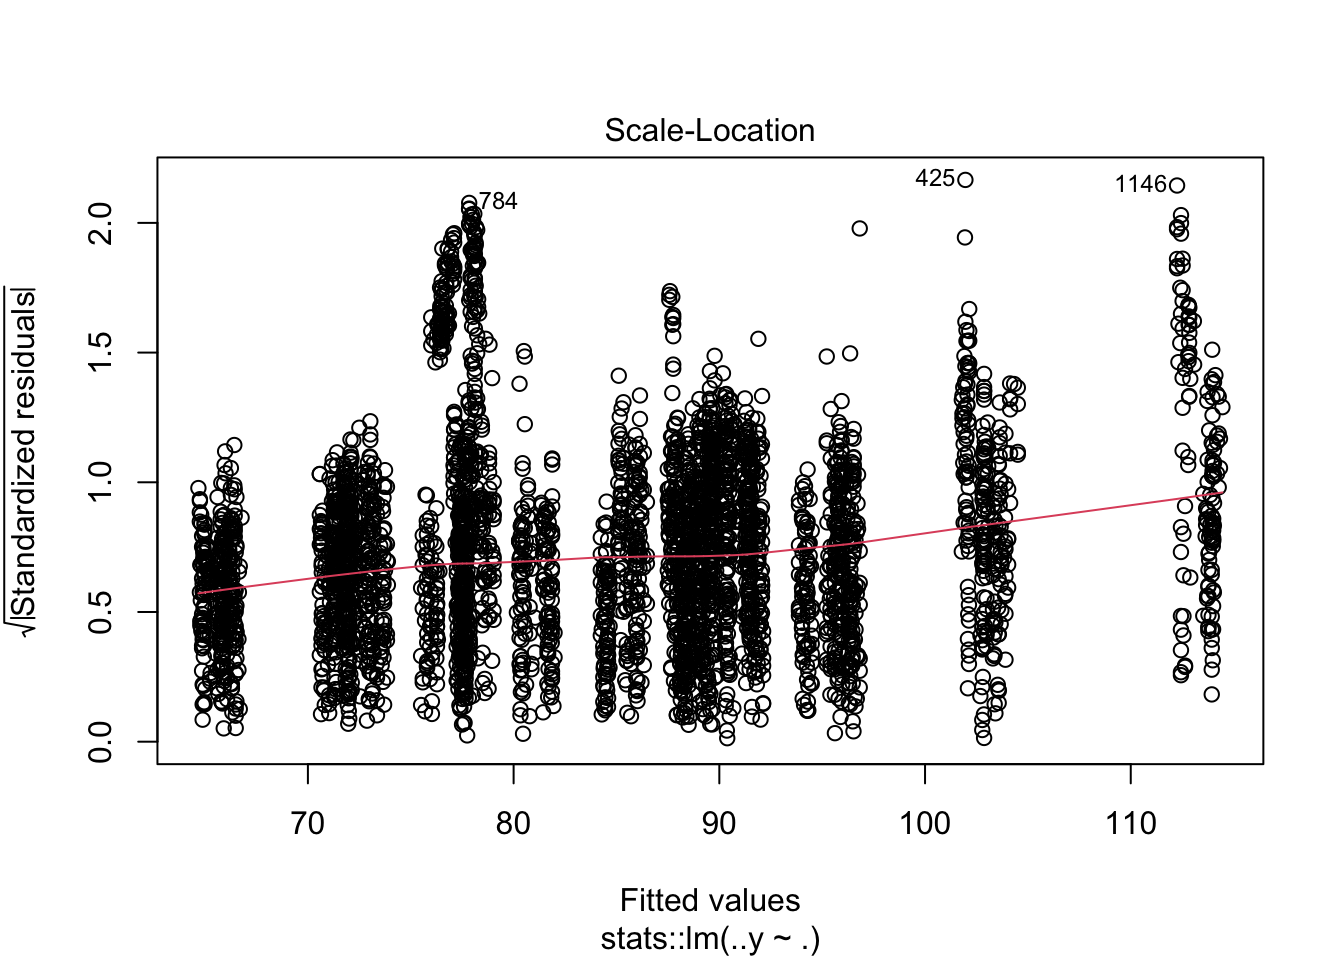 Scale-Location
784
425
1146
2.0
1.5
1.0
0.5
0.0
√|Standardized residuals|
70 80 90 100 110
Fitted values
stats::lm(..y ~ .)